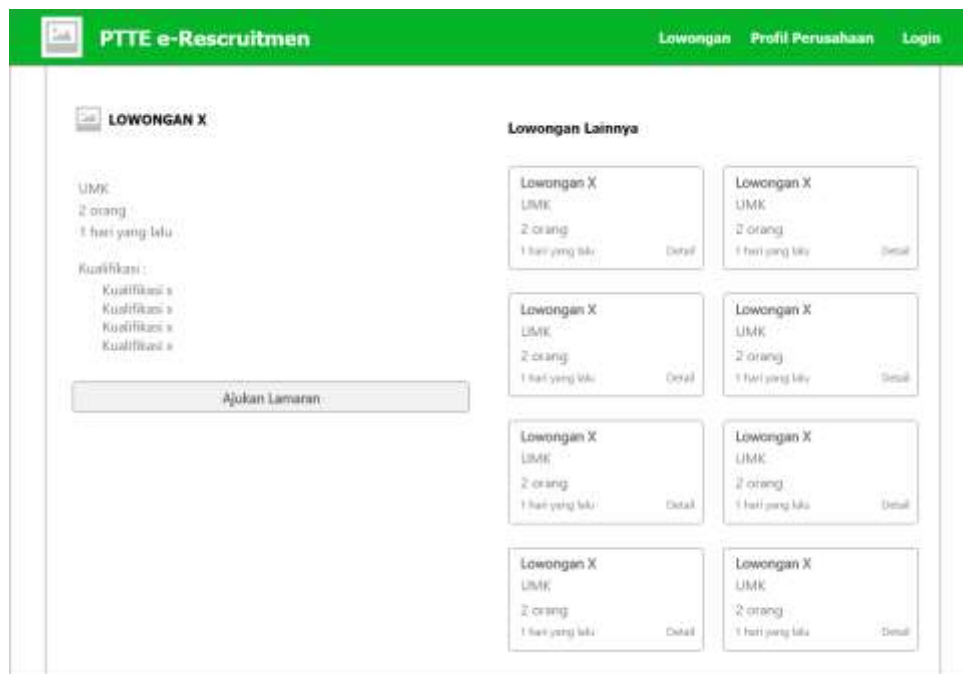 PTTE e-Rescruitmen
Lowongan Profil Perusahaan Login
LOWONGAN X
UMK
2 orang
1 hari yang lalu
Kualifikasi :
Kualifikasi x
Kualifikasi x
Kualifikasi x
Kualifikasi x
Ajukan Lamaran
Lowongan Lainnya
Lowongan X
UMK
2 orang
1 hari yang lalu Detail
Lowongan X
UMK
2 orang
1 hari yang lalu Detail
Lowongan X
UMK
2 orang
1 hari yang lalu Detail
Lowongan X
UMK
2 orang
1 hari yang lalu Detail
Lowongan X
UMK
2 orang
1 hari yang lalu Detail
Lowongan X
UMK
2 orang
1 hari yang lalu Detail
Lowongan X
UMK
2 orang
1 hari yang lalu Detail
Lowongan X
UMK
2 orang
1 hari yang lalu Detail